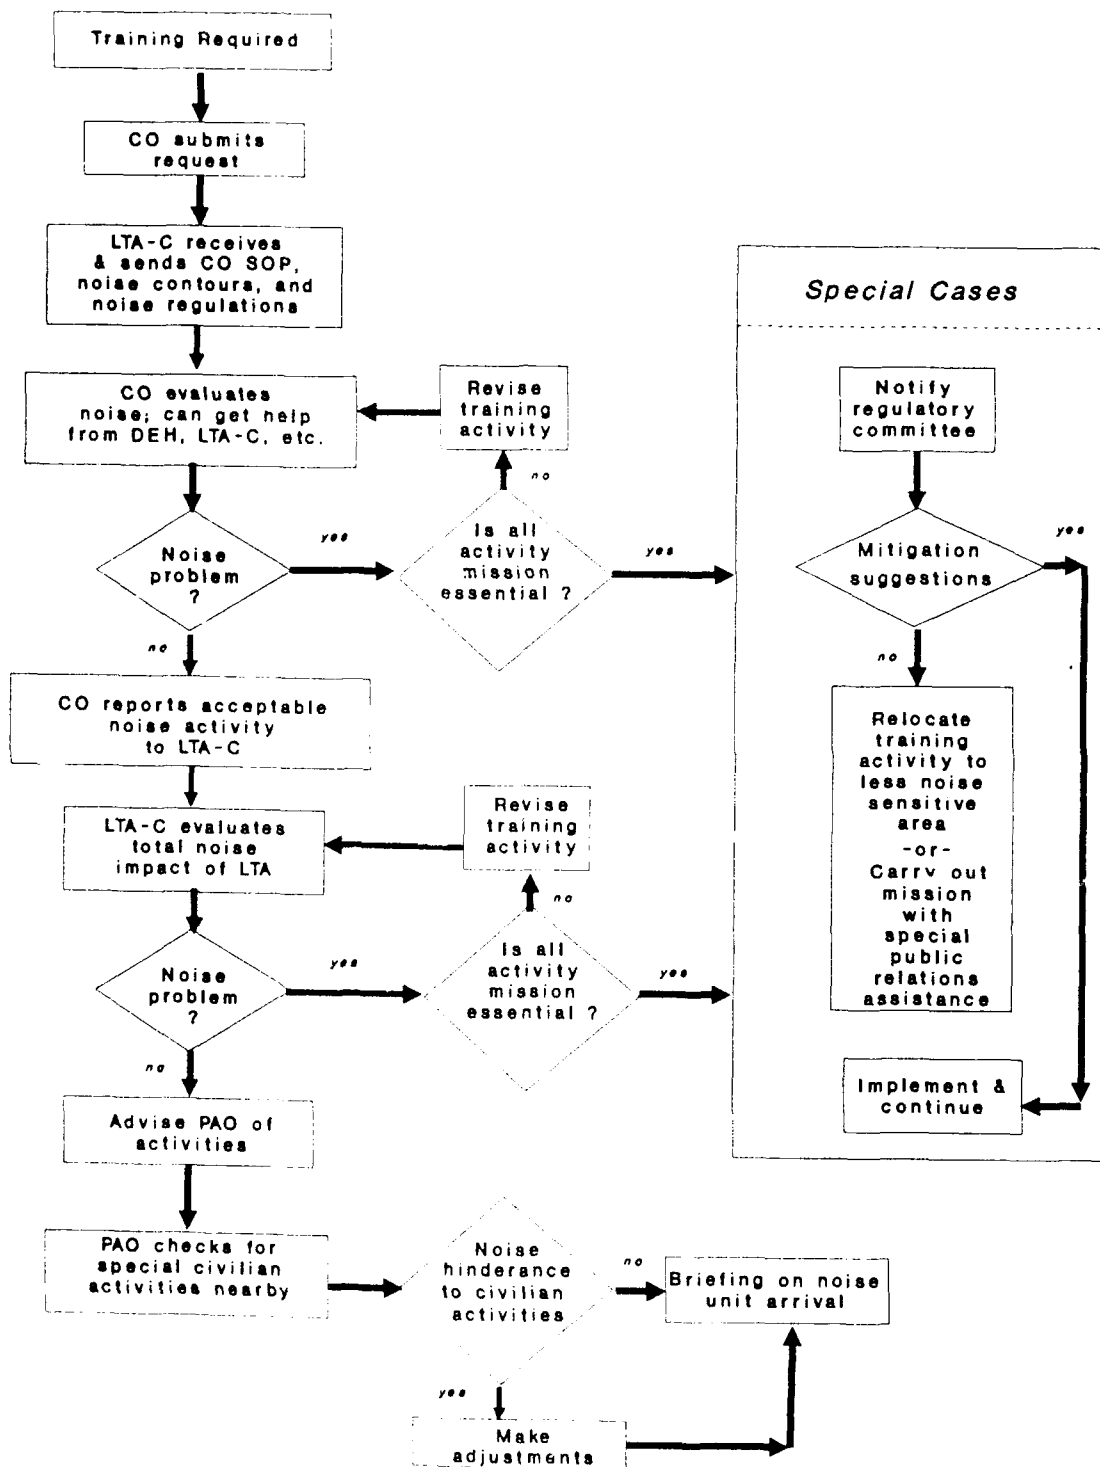 Training Required
CO submits
request
LTA-C receives
& sends CO SOP,
noise contours, and
noise regulations
CO evaluates
noise; can get help
from DEH, LTA-C, etc.
Revise
training
activity
no
Noise
problem
?
yes
Is all
activity
mission
essential ?
yes
no
CO reports acceptable
noise activity
to LTA-C
LTA-C evaluates
total noise
impact of LTA
Revise
training
activity
no
Noise
problem
?
yes
Is all
activity
mission
essential ?
yes
no
Advise PAO of
activities
PAO checks for
special civilian
activities nearby
Noise
hinderance
to civilian
activities
no
Briefing on noise
unit arrival
yes
Make
adjustments
Special Cases
Notify
regulatory
committee
Mitigation
suggestions
yes
no
Relocate
training
activity to
less noise
sensitive
area
-or-
Carry out
mission
with
special
public
relations
assistance
Implement &
continue